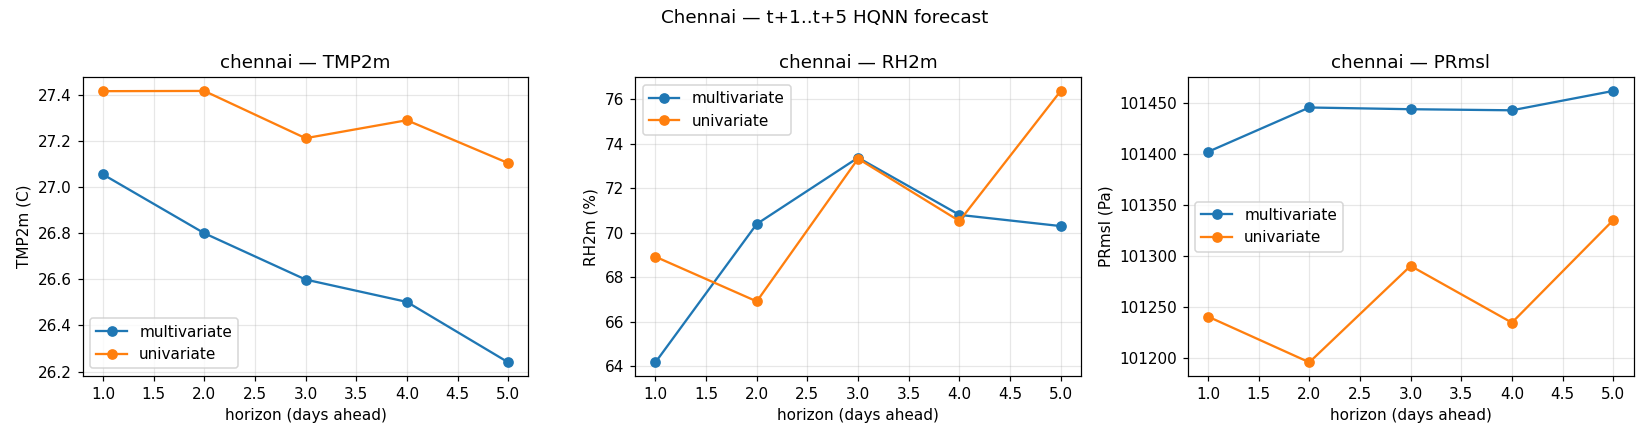 Chennai — t+1..t+5 HQNN forecast
chennai — TMP2m
27.4
27.2
27.0
26.8
26.6
26.4
26.2
TMP2m (C)
multivariate
univariate
1.0 1.5 2.0 2.5 3.0 3.5 4.0 4.5 5.0
horizon (days ahead)
chennai — RH2m
76
74
72
70
68
66
64
RH2m (%)
multivariate
univariate
1.0 1.5 2.0 2.5 3.0 3.5 4.0 4.5 5.0
horizon (days ahead)
chennai — PRmsl
101450
101400
101350
101300
101250
101200
PRmsl (Pa)
multivariate
univariate
1.0 1.5 2.0 2.5 3.0 3.5 4.0 4.5 5.0
horizon (days ahead)